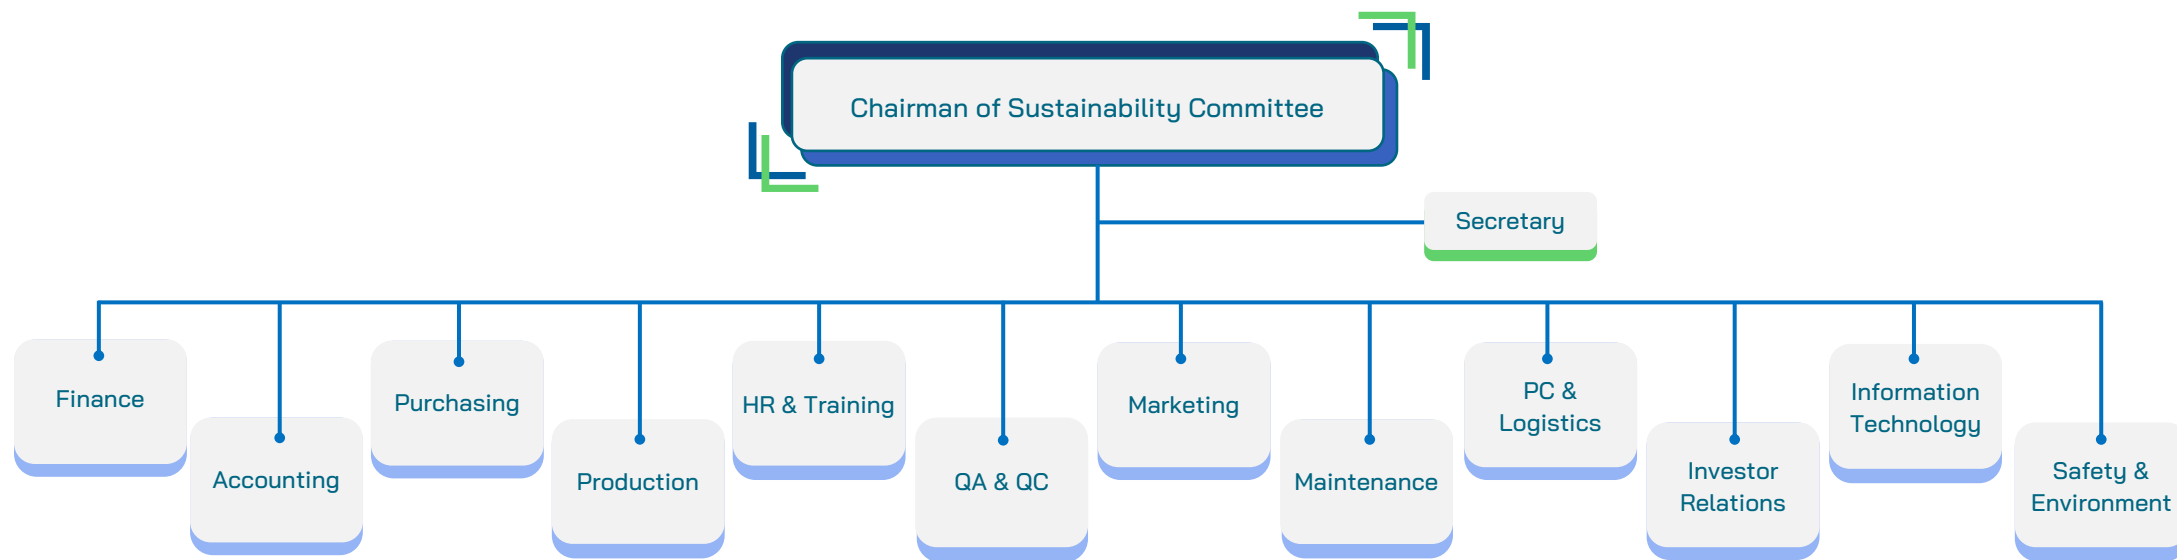 Chairman of Sustainability Committee
Secretary
Finance
Accounting
Purchasing
Production
HR & Training
QA & QC
Marketing
Maintenance
PC &
Logistics
Investor
Relations
Information
Technology
Safety &
Environment